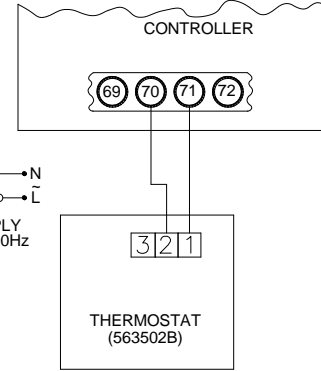 CONTROLLER
69 70 71 72
N
L̃
PLY
0Hz
3 2 1
THERMOSTAT
(563502B)